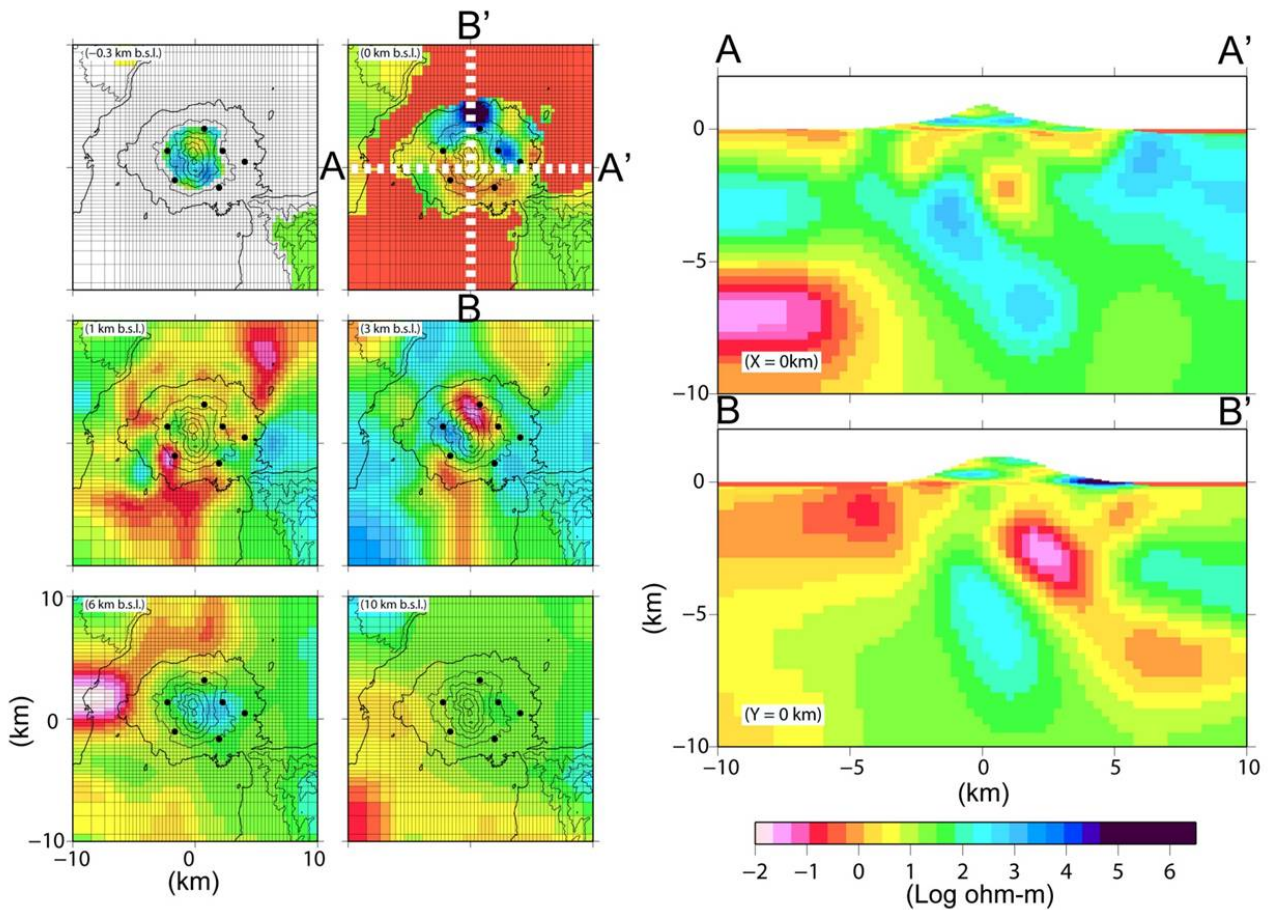 B’
A
A’
(−0.3 km b.s.l.)
(0 km b.s.l.)
0
A
A’
−5
B
(1 km b.s.l.)
(3 km b.s.l.)
(X = 0km)
−10
B
B’
0
(km)
−5
10
(6 km b.s.l.)
(10 km b.s.l.)
(km)
0
(Y = 0 km)
−10
−10
−5
0
5
10
(km)
−10
−10
0
10
(km)
−2
−1
0
1
2
3
4
5
6
(Log ohm-m)